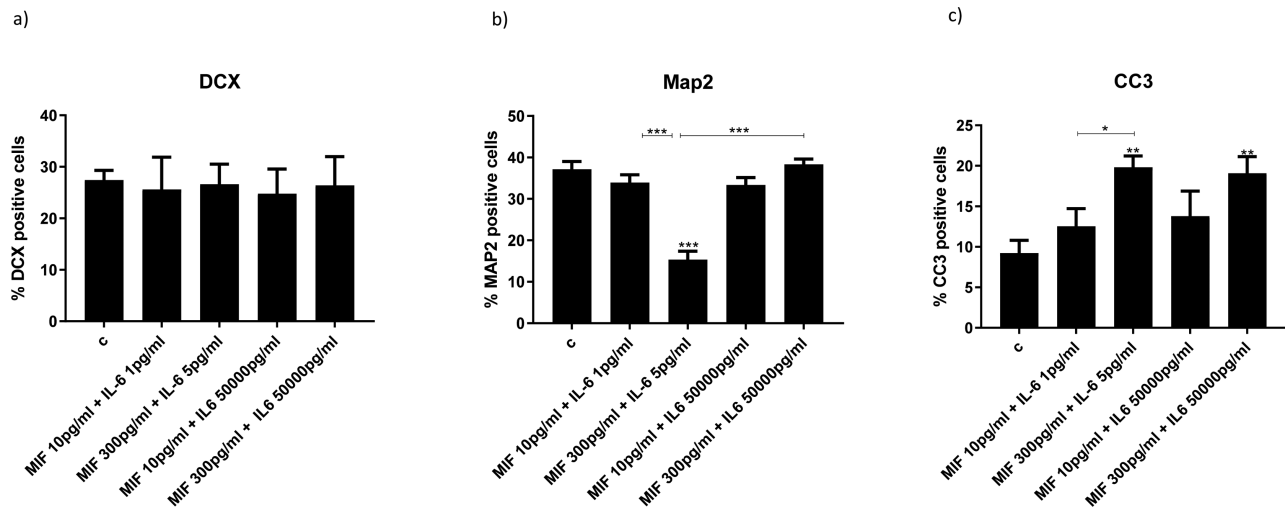 a)
DCX
% DCX positive cells
40
30
20
10
0
c
MIF 10pg/ml + IL-6 1pg/ml
MIF 300pg/ml + IL-6 5pg/ml
MIF 10pg/ml + IL6 50000pg/ml
MIF 300pg/ml + IL6 50000pg/ml
b)
Map2
% MAP2 positive cells
50
40
30
20
10
0
***
***
***
c
MIF 10pg/ml + IL-6 1pg/ml
MIF 300pg/ml + IL-6 5pg/ml
MIF 10pg/ml + IL6 50000pg/ml
MIF 300pg/ml + IL6 50000pg/ml
c)
CC3
% CC3 positive cells
25
20
15
10
5
0
*
**
**
c
MIF 10pg/ml + IL-6 1pg/ml
MIF 300pg/ml + IL-6 5pg/ml
MIF 10pg/ml + IL6 50000pg/ml
MIF 300pg/ml + IL6 50000pg/ml